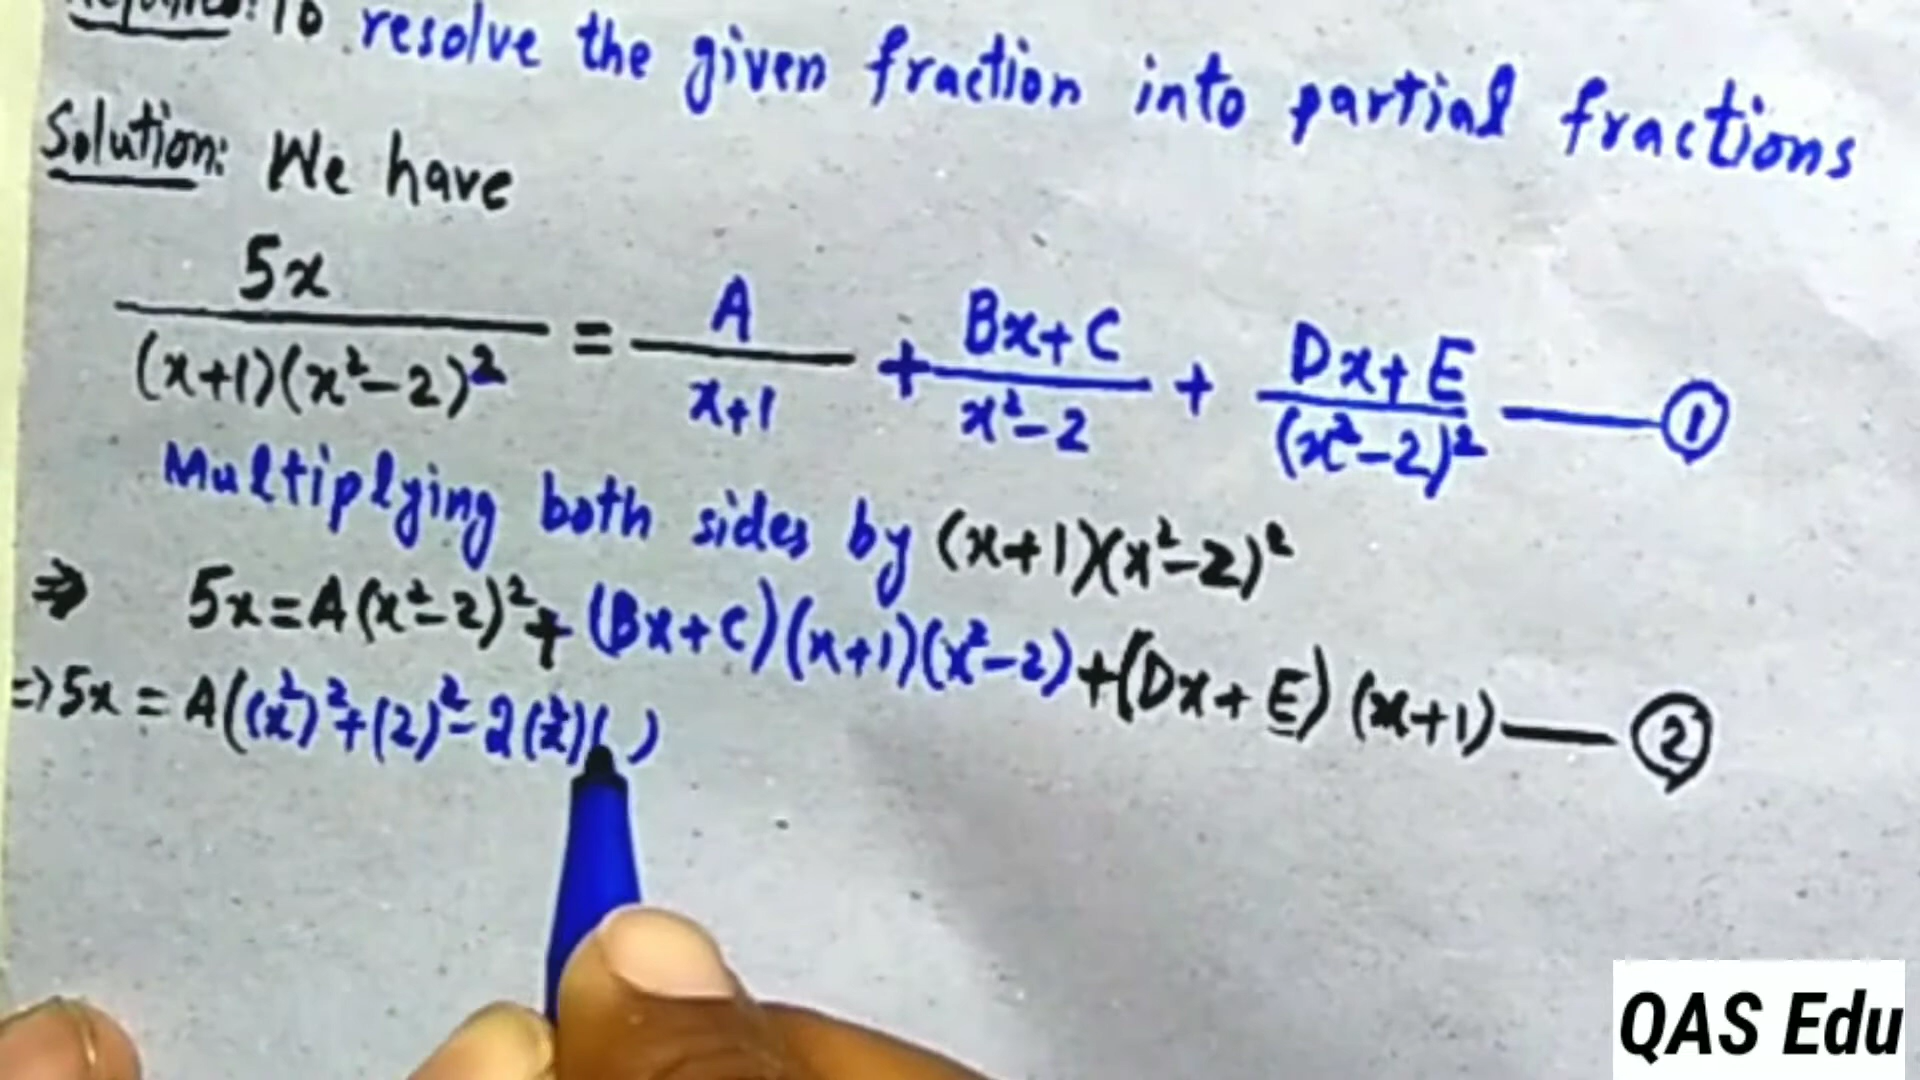 To resolve the given fraction into partial fractions
Solution: We have
5x / (x+1)(x²-2)² = A / x+1 + Bx+C / x²-2 + Dx+E / (x²-2)² —— ①
Multiplying both sides by (x+1)(x²-2)²
⇒ 5x=A(x²-2)²+(Bx+C)(x+1)(x²-2)+(Dx+E)(x+1) —— ②
=> 5x = A((x²)²+(2)²-2(x²)( )
QAS Edu